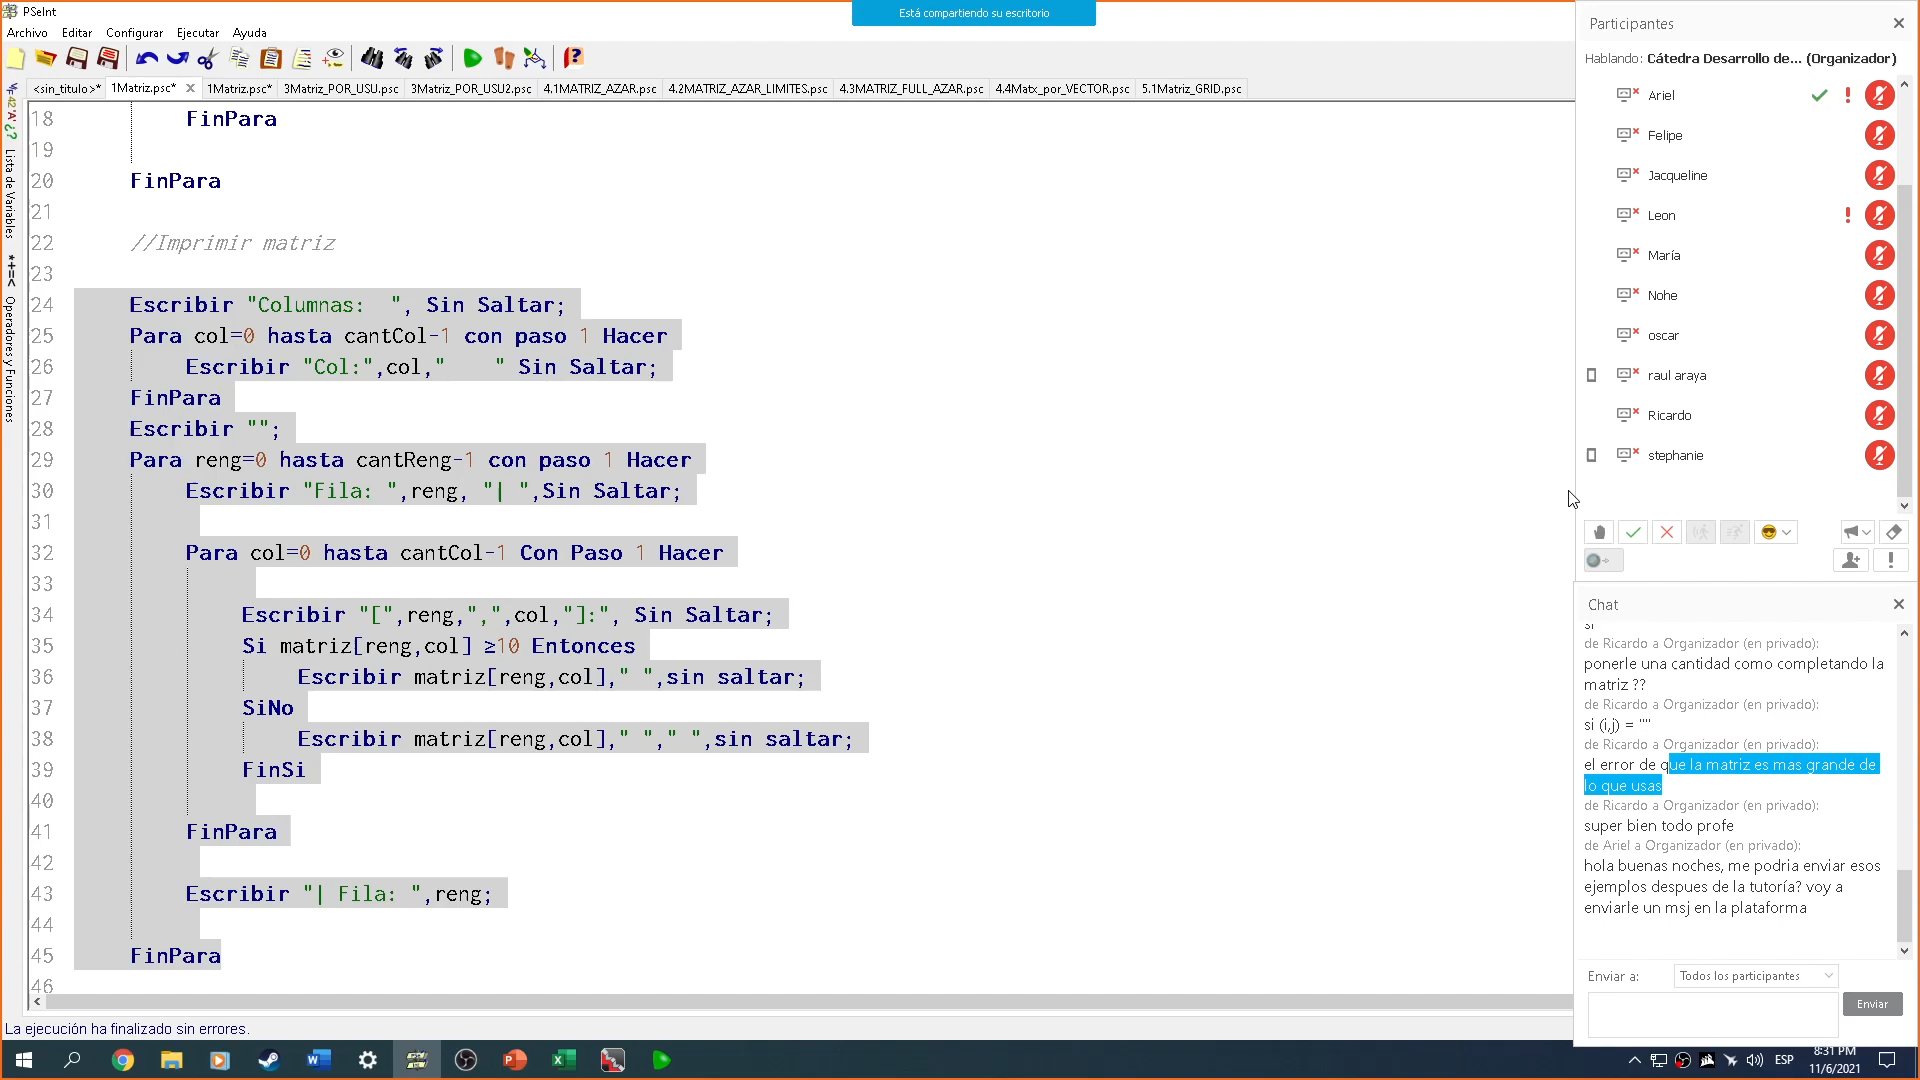 PSeInt
Está compartiendo su escritorio
Archivo Editar Configurar Ejecutar Ayuda
<sin_titulo>* 1Matriz.psc* 1Matriz.psc* 3Matriz_POR_USU.psc 3Matriz_POR_USU2.psc 4.1MATRIZ_AZAR.psc 4.2MATRIZ_AZAR_LIMITES.psc 4.3MATRIZ_FULL_AZAR.psc 4.4Matx_por_VECTOR.psc 5.1Matriz_GRID.psc
Lista de Variables
*+=< Operadores y Funciones
18 FinPara
19
20 FinPara
21
22 //Imprimir matriz
23
24 Escribir "Columnas:  ", Sin Saltar;
25 Para col=0 hasta cantCol-1 con paso 1 Hacer
26 Escribir "Col:",col,"    " Sin Saltar;
27 FinPara
28 Escribir "";
29 Para reng=0 hasta cantReng-1 con paso 1 Hacer
30 Escribir "Fila: ",reng, "| ",Sin Saltar;
31
32 Para col=0 hasta cantCol-1 Con Paso 1 Hacer
33
34 Escribir "[",reng,",",col,"]:", Sin Saltar;
35 Si matriz[reng,col] ≥10 Entonces
36 Escribir matriz[reng,col]," ",sin saltar;
37 SiNo
38 Escribir matriz[reng,col]," "," ",sin saltar;
39 FinSi
40
41 FinPara
42
43 Escribir "| Fila: ",reng;
44
45 FinPara
46
La ejecución ha finalizado sin errores.
Participantes
Hablando: Cátedra Desarrollo de... (Organizador)
Ariel
Felipe
Jacqueline
Leon
María
Nohe
oscar
raul araya
Ricardo
stephanie
Chat
si
de Ricardo a Organizador (en privado):
ponerle una cantidad como completando la
matriz ??
de Ricardo a Organizador (en privado):
si (i,j) = ""
de Ricardo a Organizador (en privado):
el error de que la matriz es mas grande de
lo que usas
de Ricardo a Organizador (en privado):
super bien todo profe
de Ariel a Organizador (en privado):
hola buenas noches, me podria enviar esos
ejemplos despues de la tutoría? voy a
enviarle un msj en la plataforma
Enviar a: Todos los participantes
Enviar
ESP
8:31 PM
11/6/2021